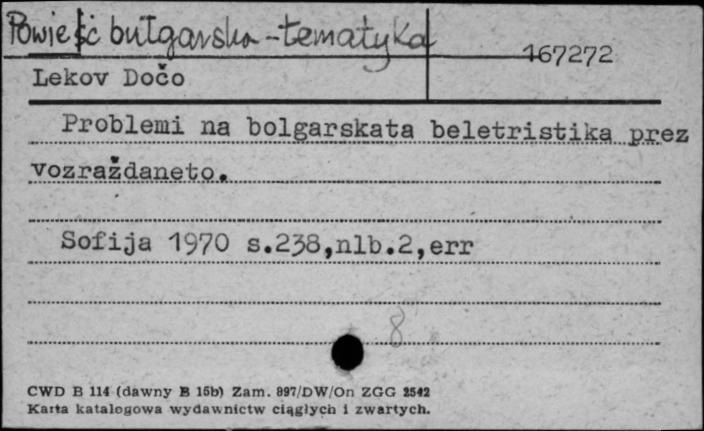 Powieść bułgarska - tematyka
167272
Lekov Dočo
Problemi na bolgarskata beletristika prez
vozraždaneto.
Sofija 1970 s.238,nlb.2,err
8
CWD B 114 (dawny B 15b) Zam. 897/DW/On ZGG 2542
Karta katalogowa wydawnictw ciągłych i zwartych.